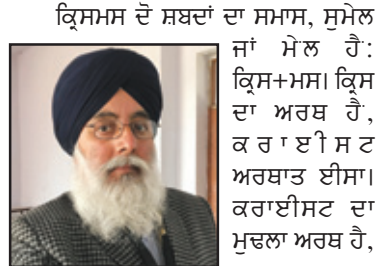 ਕ੍ਰਿਸਮਸ ਦੋ ਸ਼ਬਦਾਂ ਦਾ ਸਮਾਸ, ਸੁਮੇਲ
ਜਾਂ ਮੇਲ ਹੈ:
ਕ੍ਰਿਸ+ਮਸ। ਕ੍ਰਿਸ
ਦਾ ਅਰਥ ਹੈ,
ਕਰਾਈਸਟ
ਅਰਥਾਤ ਈਸਾ।
ਕਰਾਈਸਟ ਦਾ
ਮੁਢਲਾ ਅਰਥ ਹੈ,